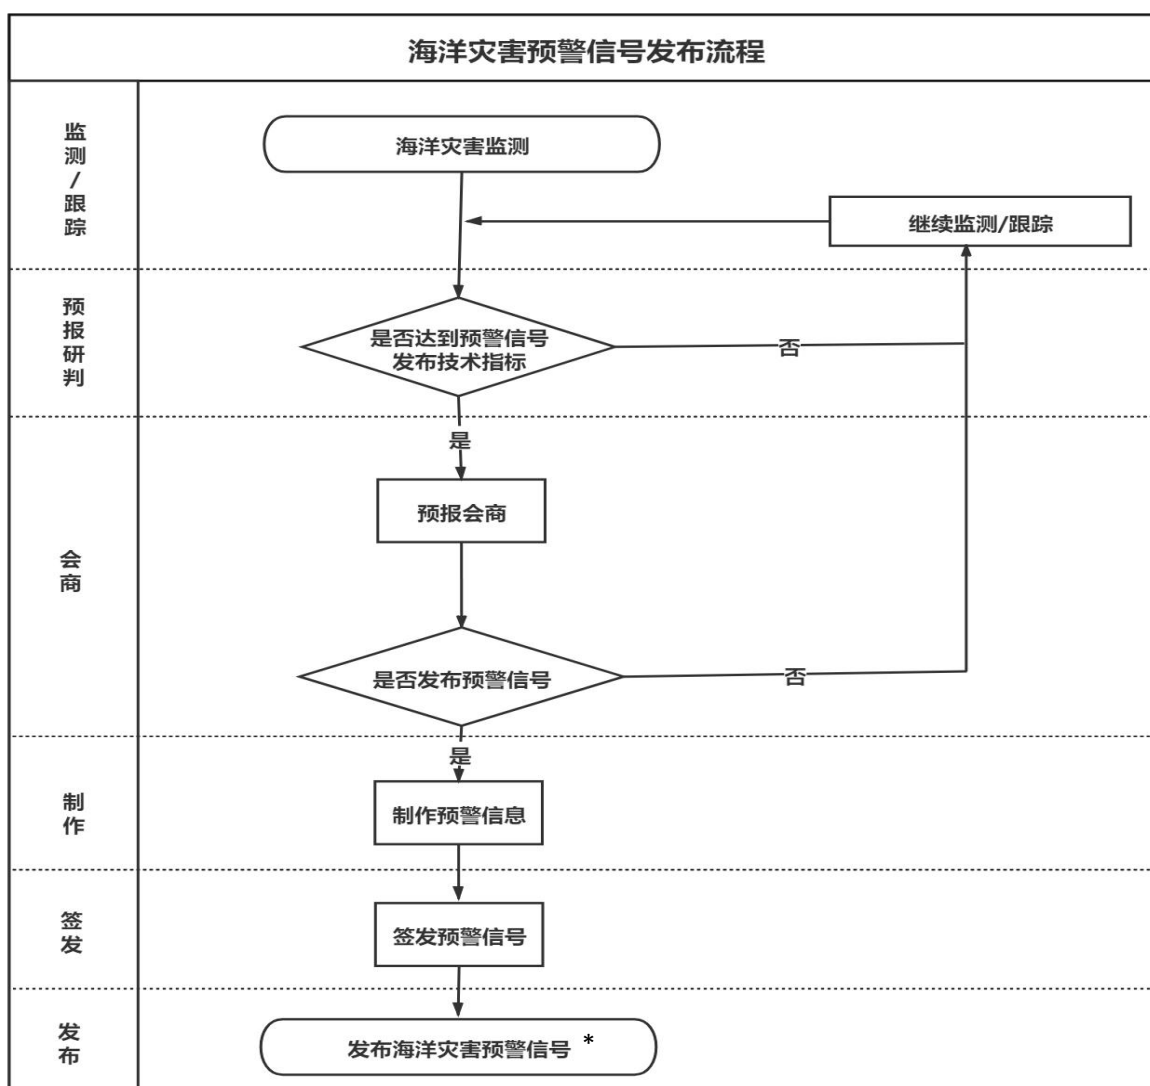 海洋灾害预警信号发布流程
监测/跟踪
海洋灾害监测
继续监测/跟踪
预报研判
是否达到预警信号
发布技术指标
否
会商
是
预报会商
是否发布预警信号
否
制作
是
制作预警信息
签发
签发预警信号
发布
发布海洋灾害预警信号 *